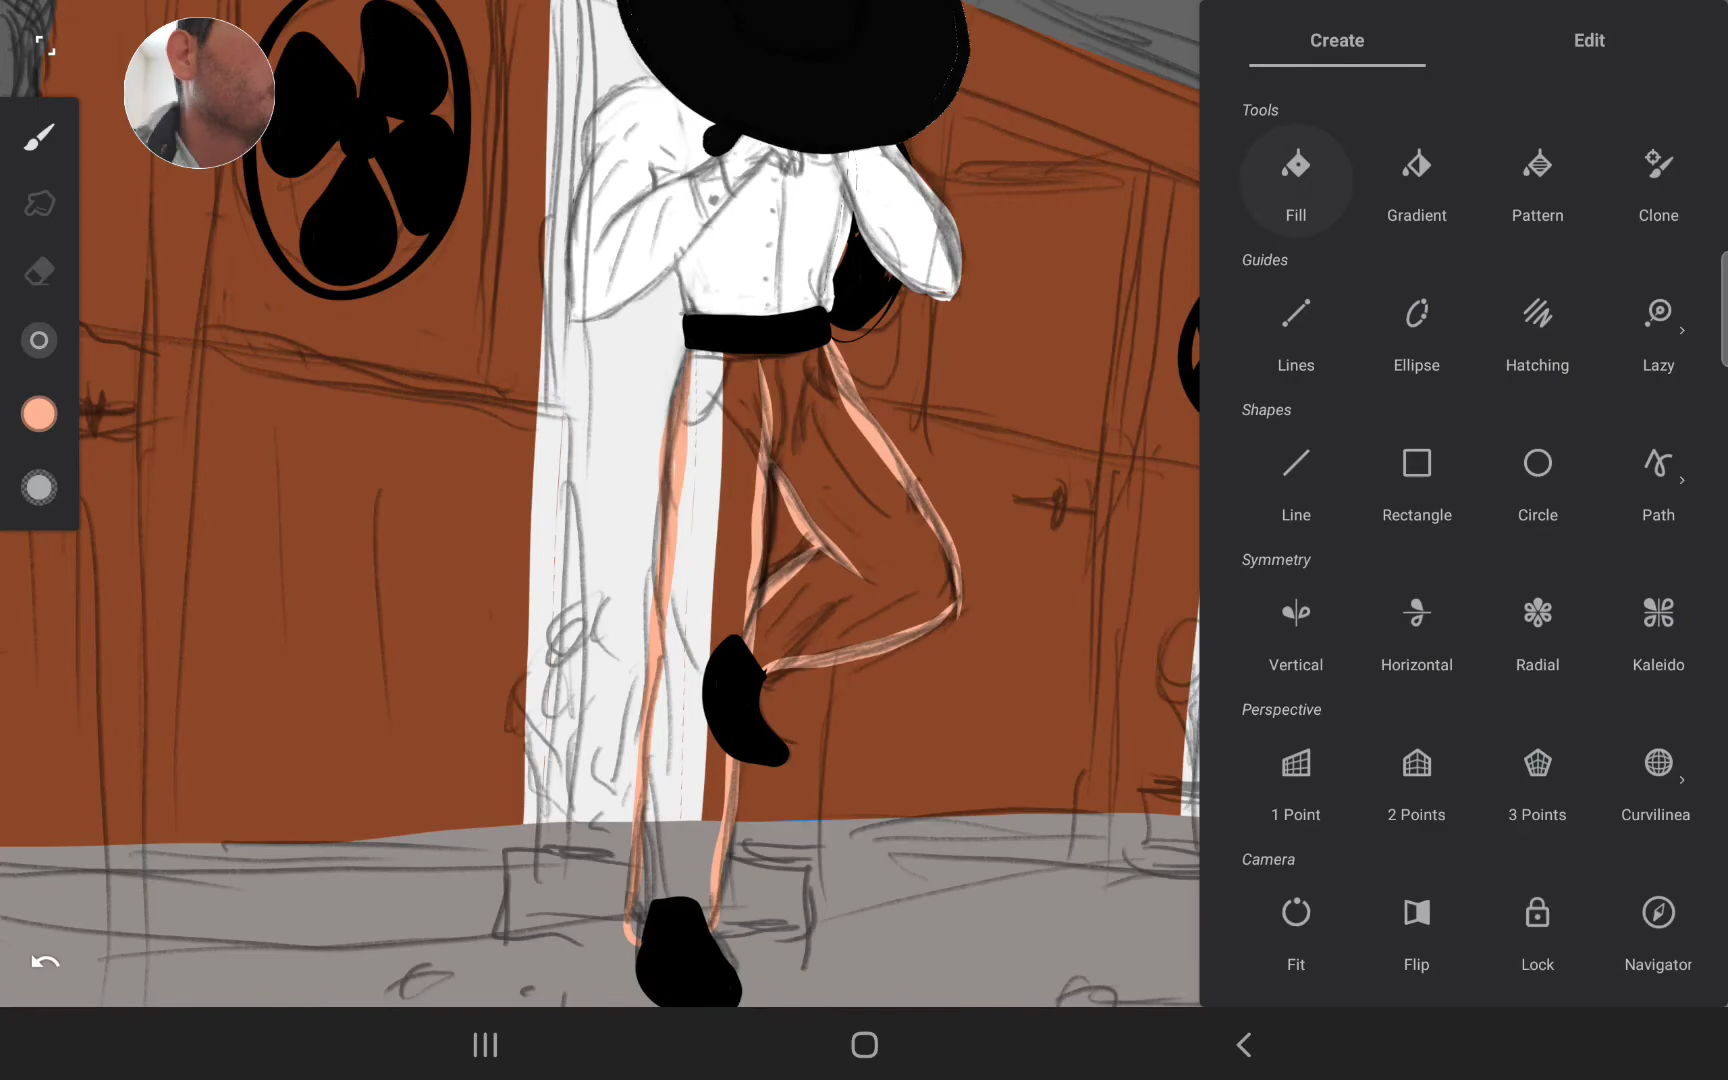 Create Edit
Tools
Fill Gradient Pattern Clone
Guides
Lines Ellipse Hatching Lazy
Shapes
Line Rectangle Circle Path
Symmetry
Vertical Horizontal Radial Kaleido
Perspective
1 Point 2 Points 3 Points Curvilinea
Camera
Fit Flip Lock Navigator